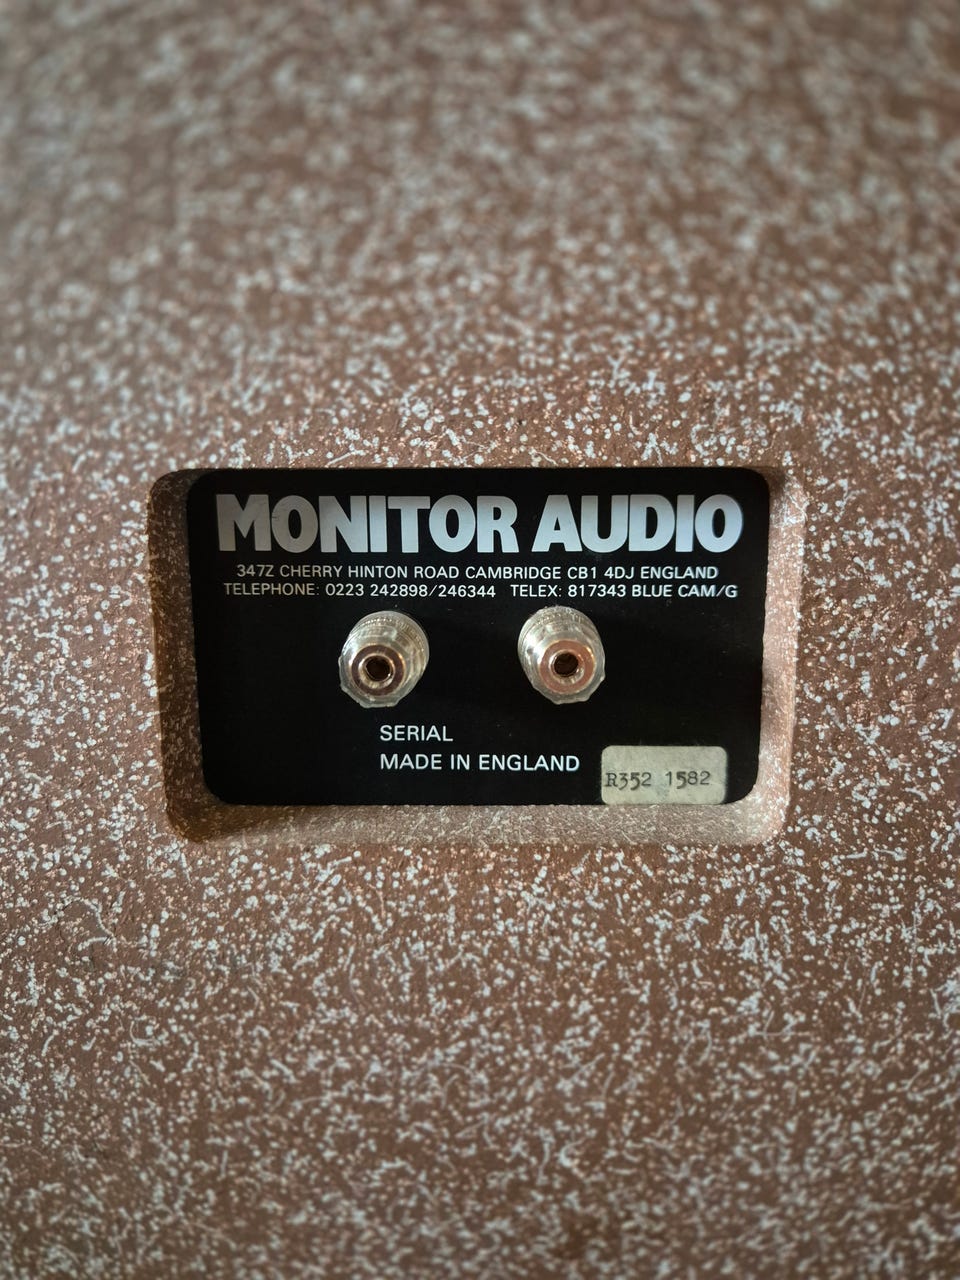 MONITOR AUDIO
347Z CHERRY HINTON ROAD CAMBRIDGE CB1 4DJ ENGLAND
TELEPHONE: 0223 242898/246344 TELEX: 817343 BLUE CAM/G
SERIAL
MADE IN ENGLAND
R352 1582